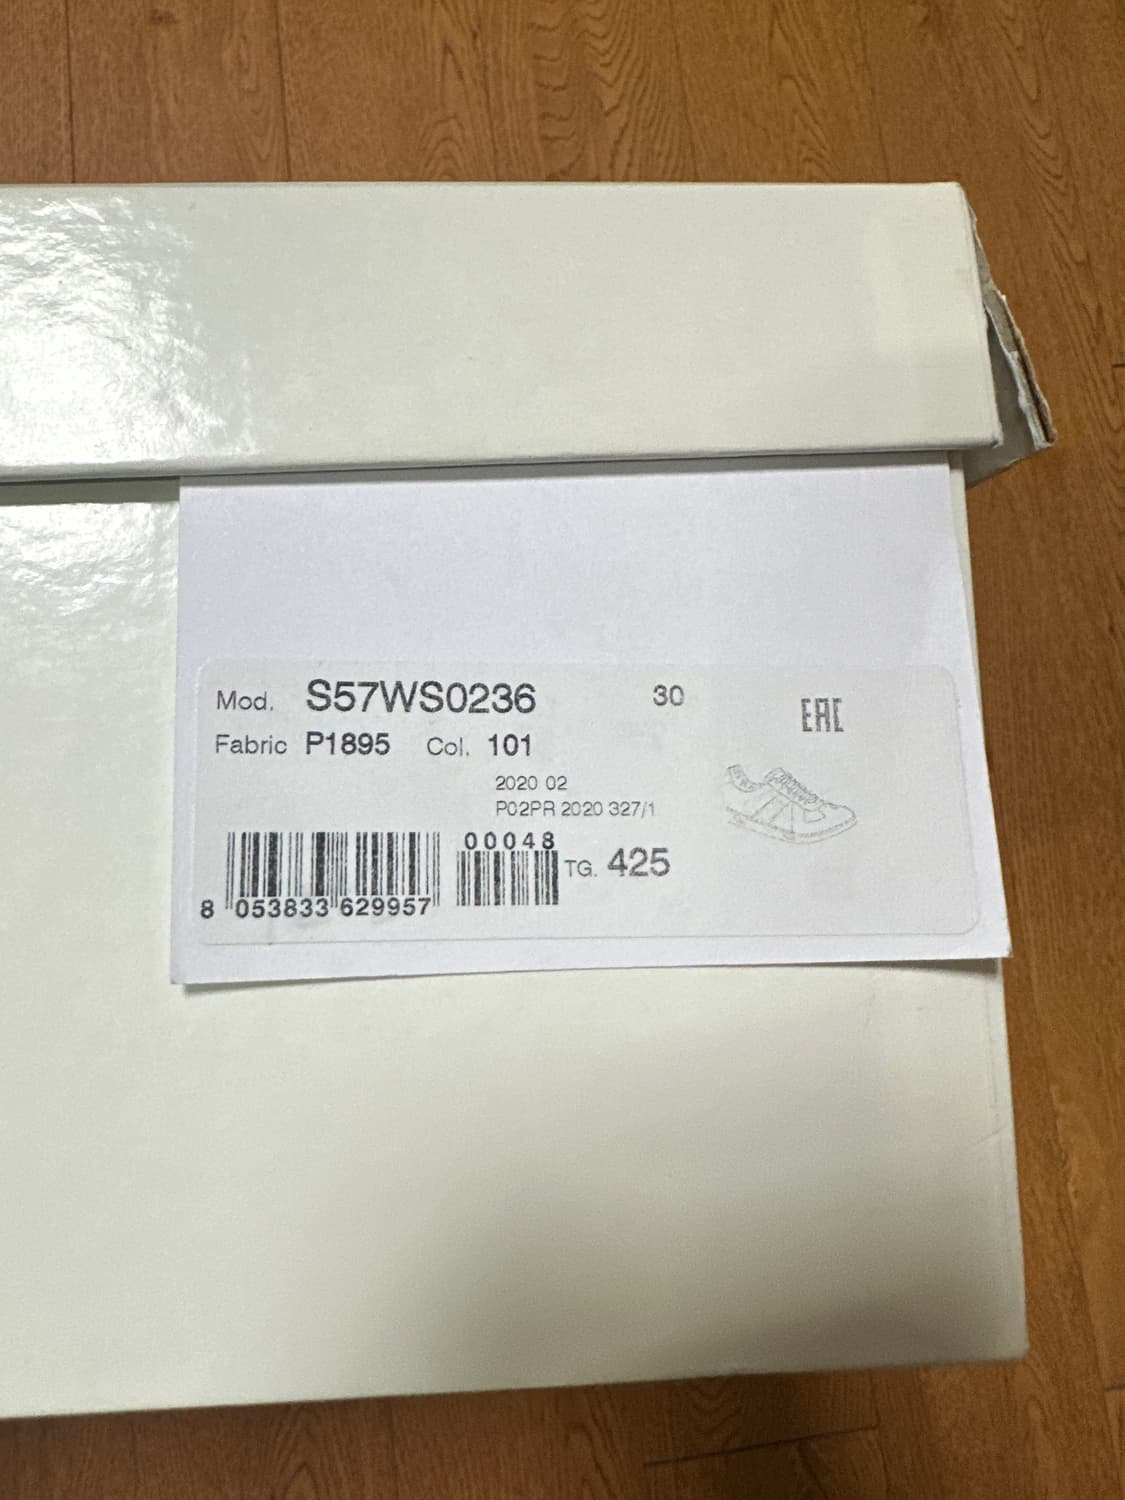 Mod. S57WS0236 30
EAC
Fabric P1895 Col. 101
2020 02
P02PR 2020 327/1
00048
TG. 425
8 053833 629957